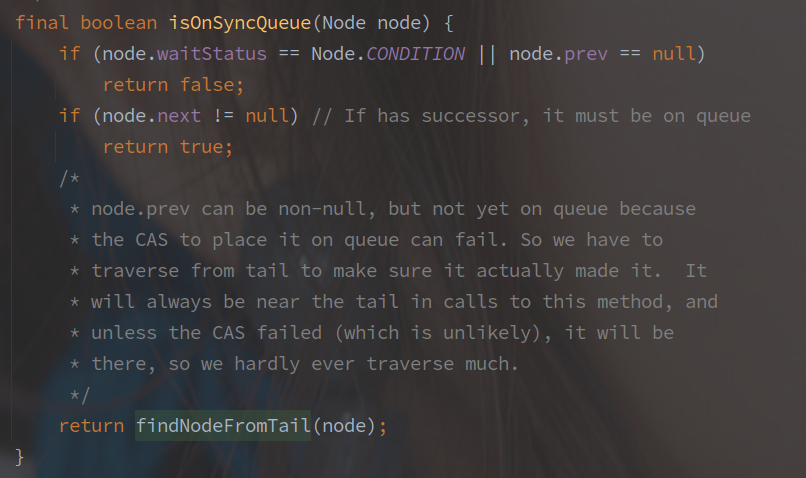 final boolean isOnSyncQueue(Node node) {
    if (node.waitStatus == Node.CONDITION || node.prev == null)
        return false;
    if (node.next != null) // If has successor, it must be on queue
        return true;
    /*
     * node.prev can be non-null, but not yet on queue because
     * the CAS to place it on queue can fail. So we have to
     * traverse from tail to make sure it actually made it.  It
     * will always be near the tail in calls to this method, and
     * unless the CAS failed (which is unlikely), it will be
     * there, so we hardly ever traverse much.
     */
    return findNodeFromTail(node);
}